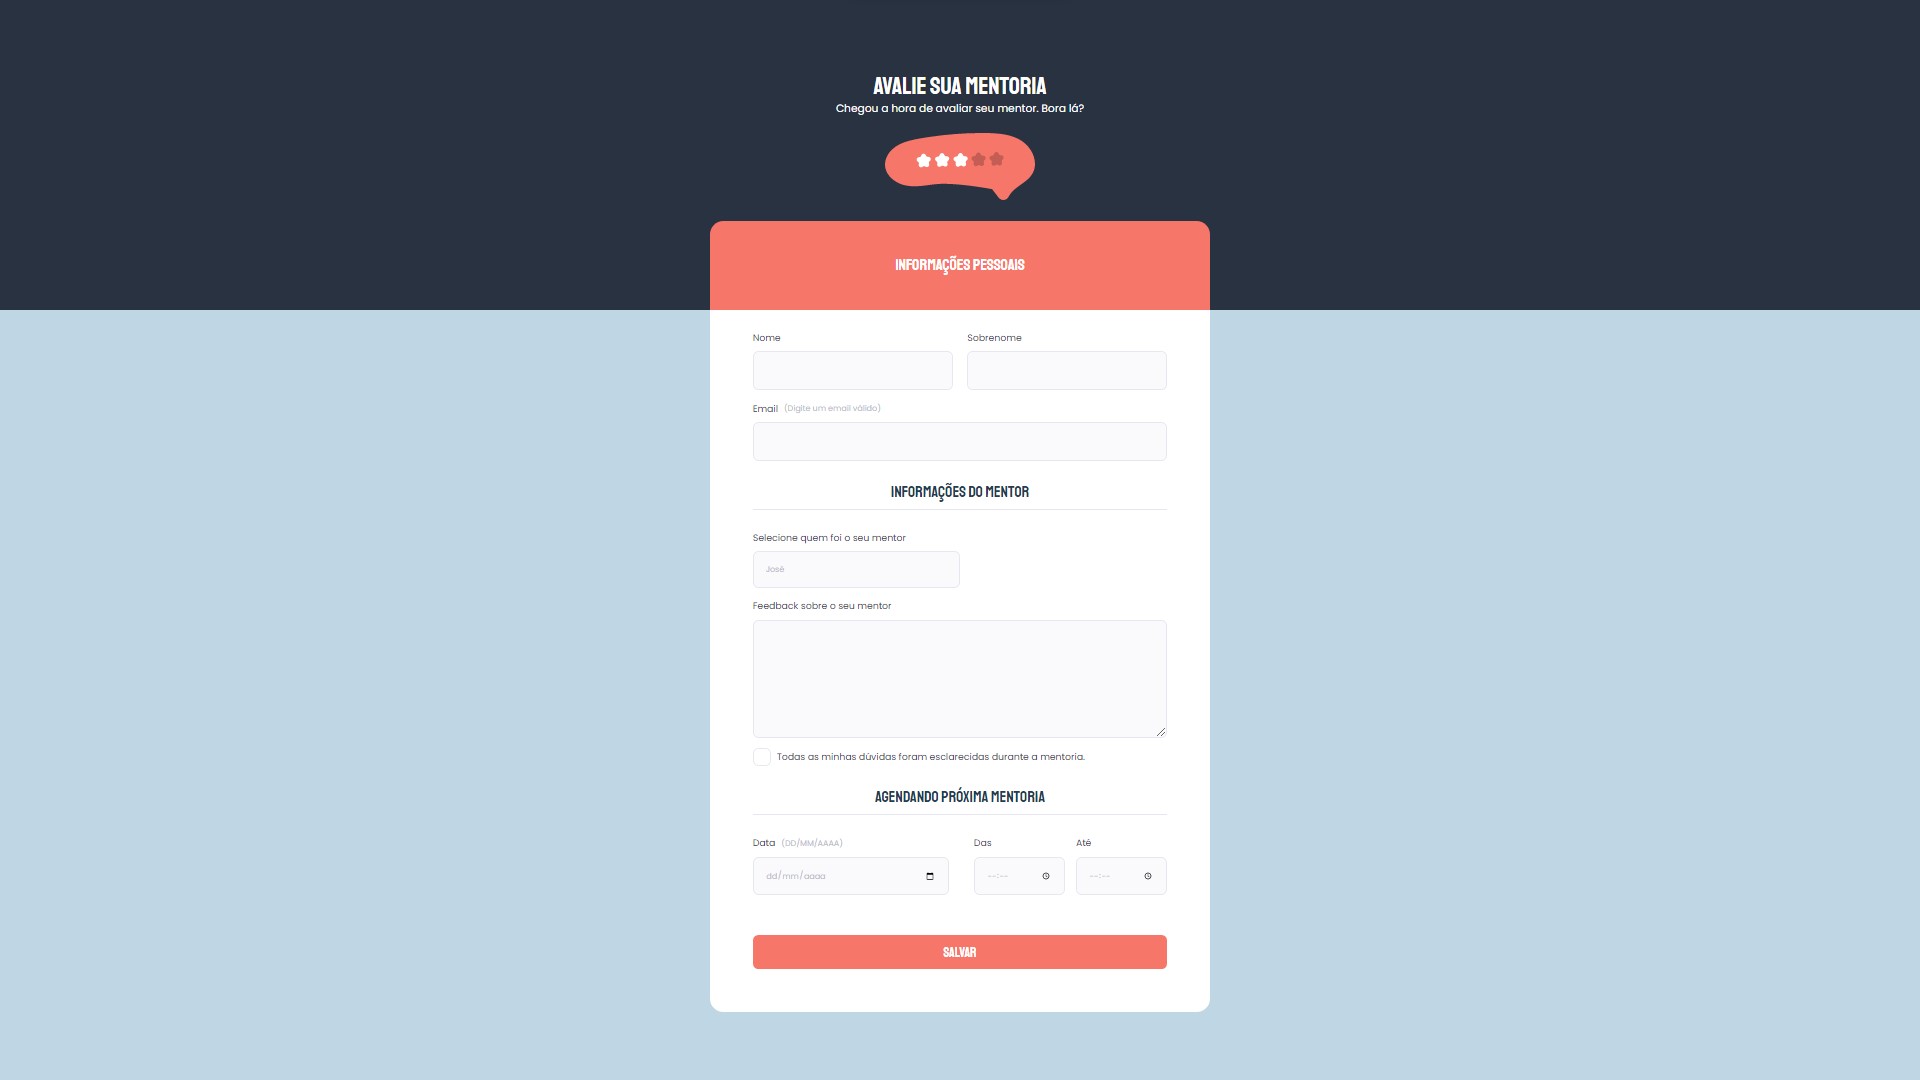 AVALIE SUA MENTORIA
Chegou a hora de avaliar seu mentor. Bora lá?
INFORMAÇÕES PESSOAIS
Nome Sobrenome
Email (Digite um email válido)
INFORMAÇÕES DO MENTOR
Selecione quem foi o seu mentor
José
Feedback sobre o seu mentor
Todas as minhas dúvidas foram esclarecidas durante a mentoria.
AGENDANDO PRÓXIMA MENTORIA
Data (DD/MM/AAAA) Das Até
dd/mm/aaaa --:-- --:--
SALVAR